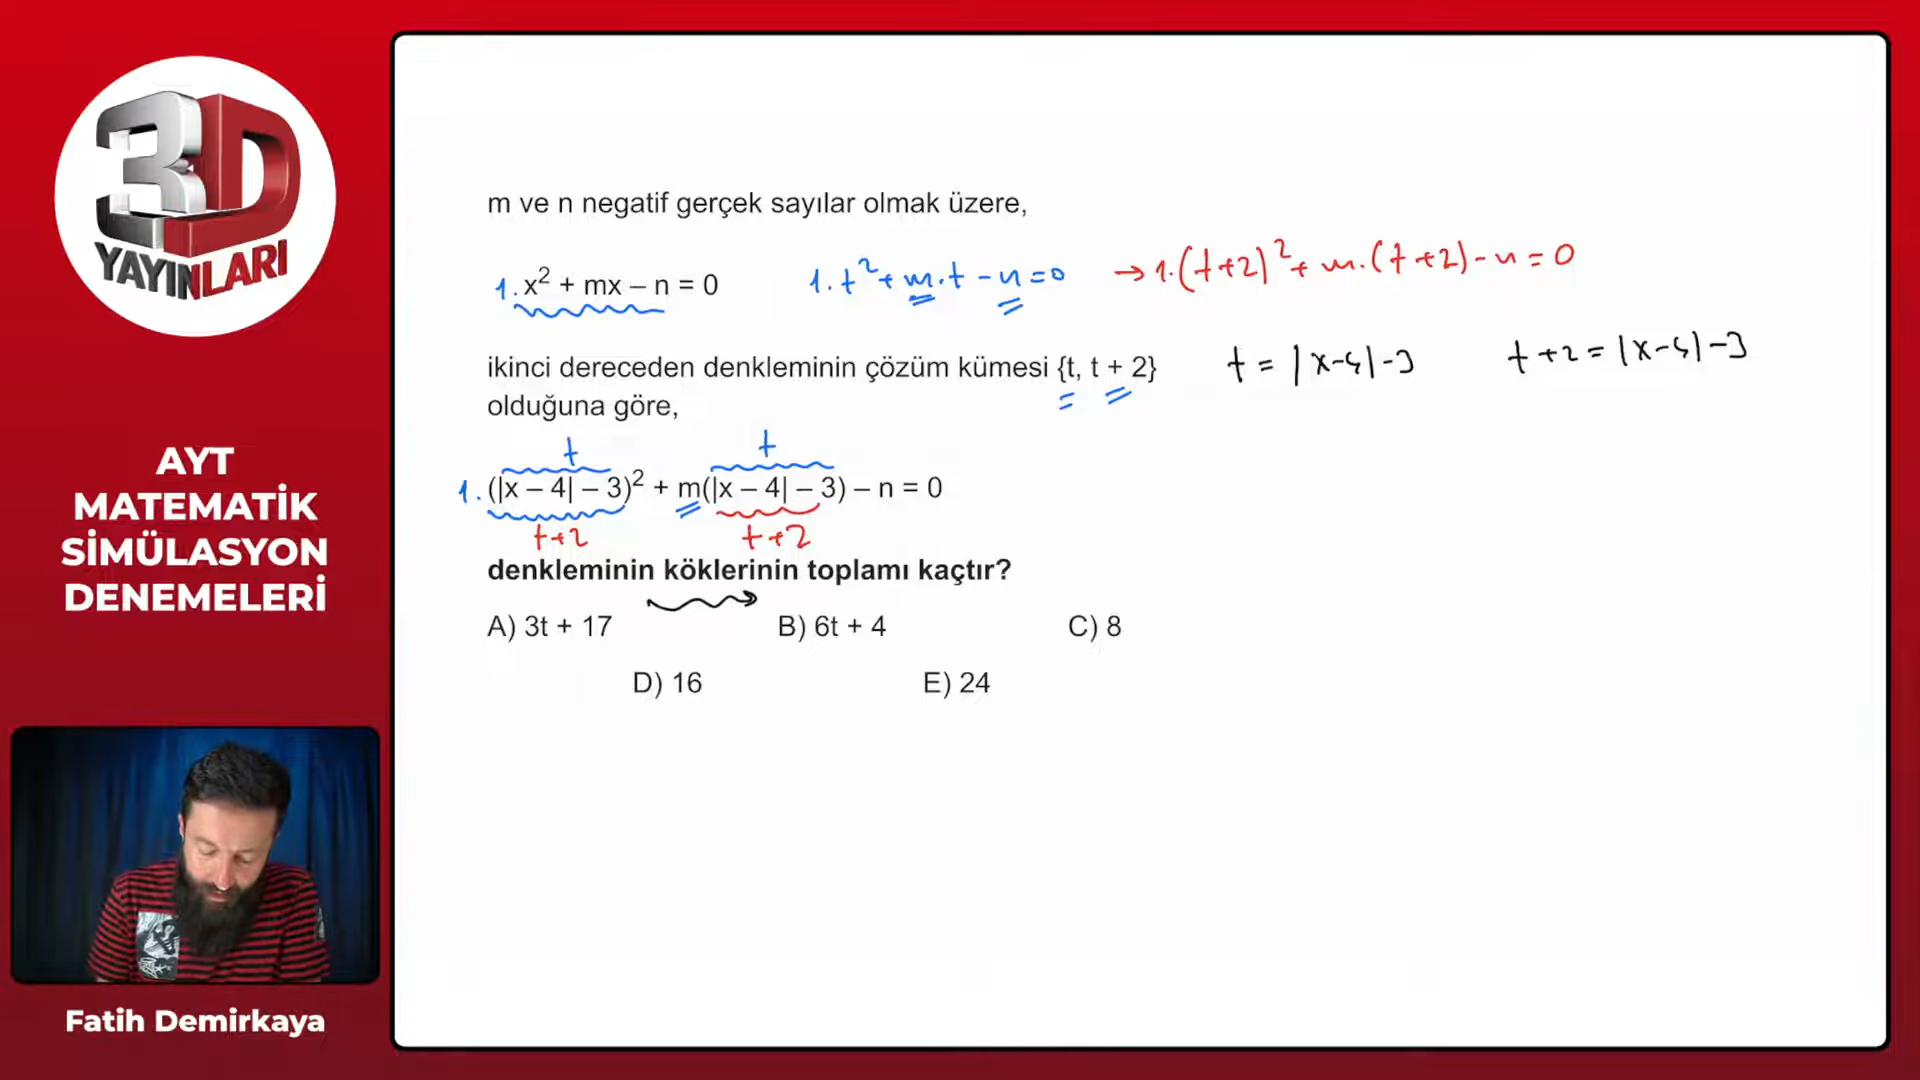 3D
YAYINLARI
AYT
MATEMATİK
SİMÜLASYON
DENEMELERİ
Fatih Demirkaya
m ve n negatif gerçek sayılar olmak üzere,
1. x² + mx – n = 0
1.t² + m.t – n = 0
→ 1.(t+2)² + m.(t+2) – n = 0
ikinci dereceden denkleminin çözüm kümesi {t, t + 2}
olduğuna göre,
t = |x-4|-3
t+2 = |x-4|-3
t
t
1. (|x – 4| – 3)² + m(|x – 4| – 3) – n = 0
t+2
t+2
denkleminin köklerinin toplamı kaçtır?
A) 3t + 17
B) 6t + 4
C) 8
D) 16
E) 24